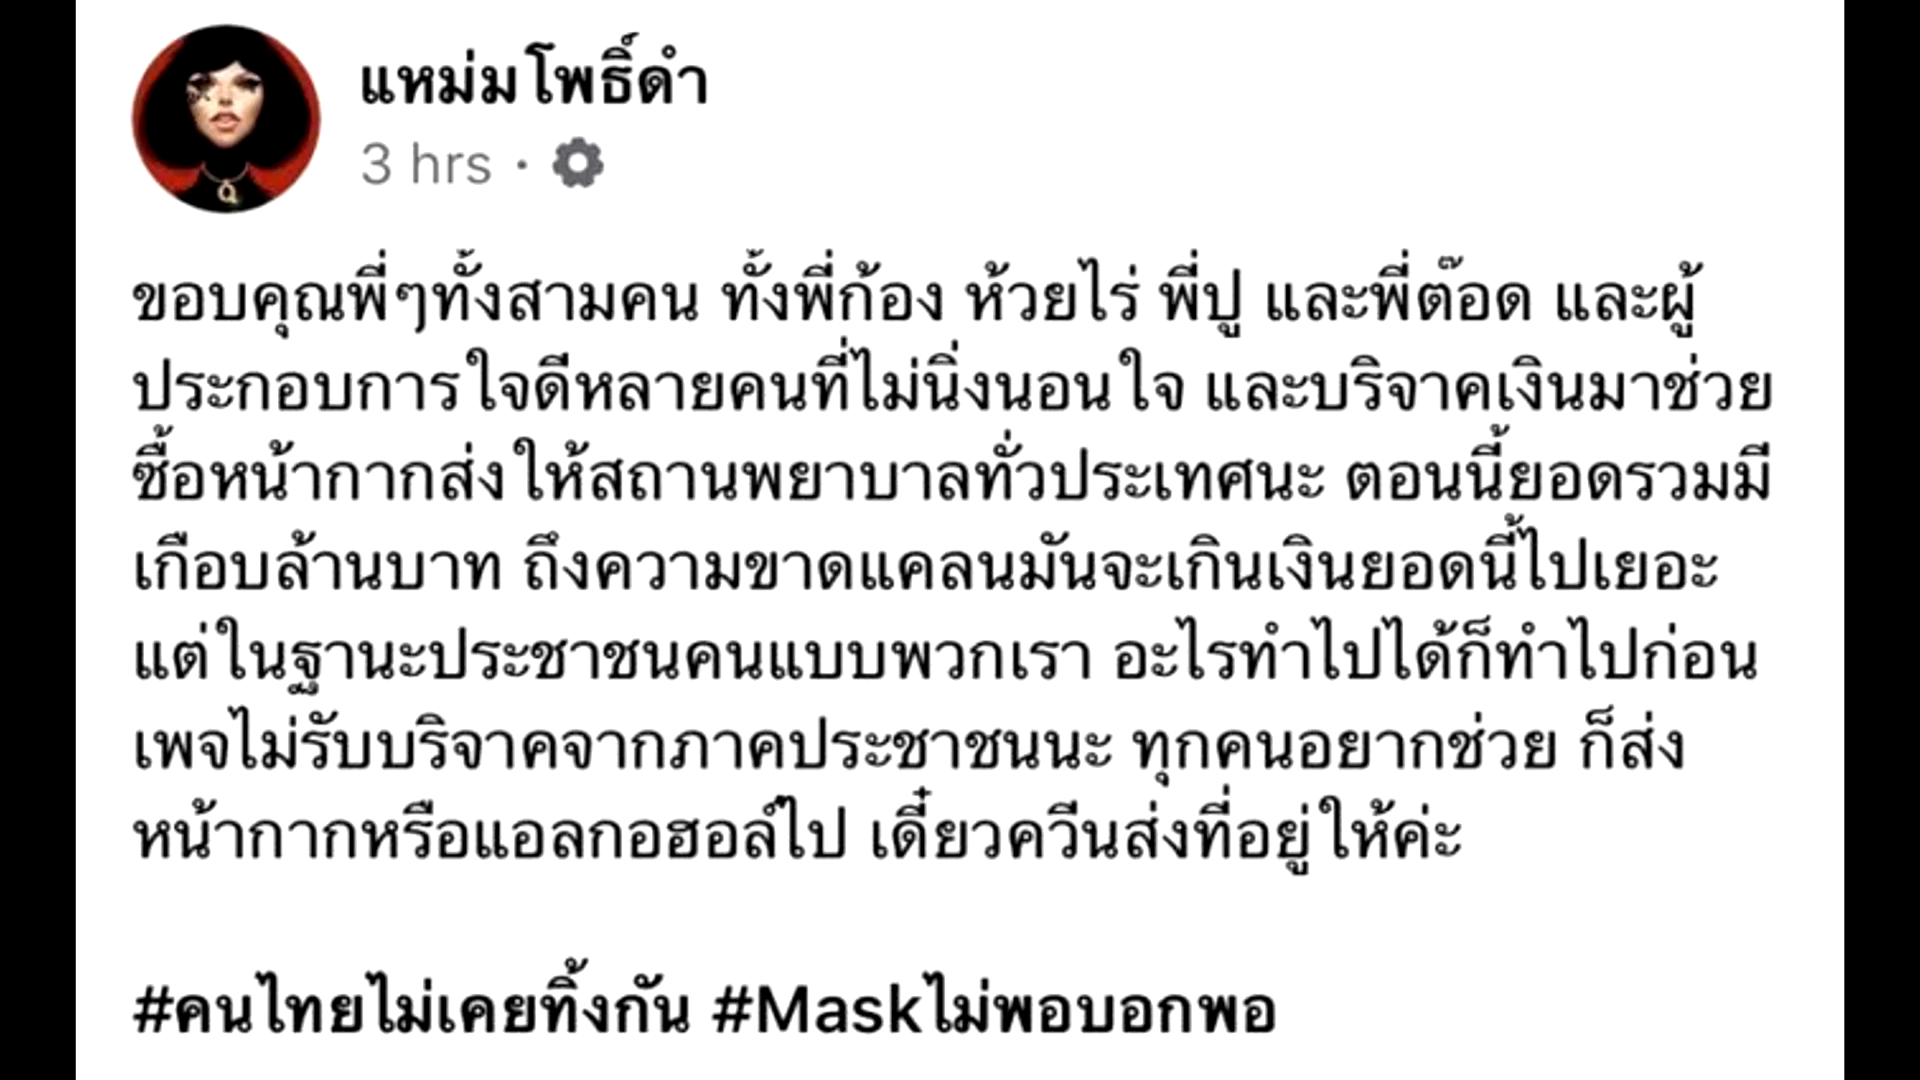 แหม่มโพธิ์ดำ
3 hrs ·
ขอบคุณพี่ๆทั้งสามคน ทั้งพี่ก้อง ห้วยไร่ พี่ปู และพี่ต๊อด และผู้
ประกอบการใจดีหลายคนที่ไม่นิ่งนอนใจ และบริจาคเงินมาช่วย
ซื้อหน้ากากส่งให้สถานพยาบาลทั่วประเทศนะ ตอนนี้ยอดรวมมี
เกือบล้านบาท ถึงความขาดแคลนมันจะเกินเงินยอดนี้ไปเยอะ
แต่ในฐานะประชาชนคนแบบพวกเรา อะไรทำไปได้ก็ทำไปก่อน
เพจไม่รับบริจาคจากภาคประชาชนนะ ทุกคนอยากช่วย ก็ส่ง
หน้ากากหรือแอลกอฮอล์ไป เดี๋ยวควีนส่งที่อยู่ให้ค่ะ
#คนไทยไม่เคยทิ้งกัน #Maskไม่พอบอกพอ